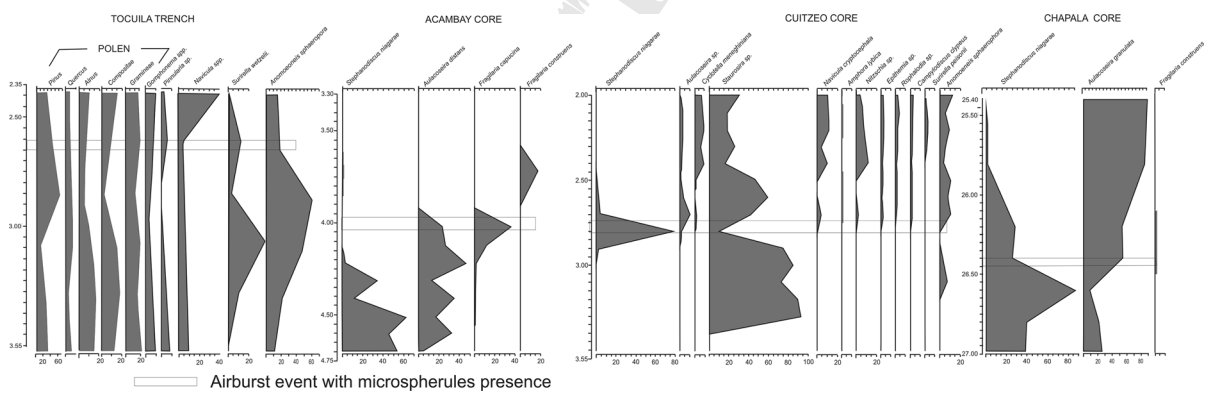 TOCUILA TRENCH
ACAMBAY CORE
CUITZEO CORE
CHAPALA CORE
POLEN
Pinus
Quercus
Alnus
Compositae
Gramineae
Gomphonema spp.
Pinnularia sp.
Navicula spp.
Surirella wetzelii.
Anomoeoneis sphaeropora
Stephanodiscus niagarae
Aulacoseira distans
Fragilaria capucina
Fragilaria construens
Stephanodiscus niagarae
Aulacoseira sp.
Cyclotella meneghiniana
Staurosira sp.
Navicula cryptocephala
Amphora lybica
Nitzschia sp.
Epithemia sp.
Rophalodia sp.
Campylodiscus clypeus
Surirella peisonii
Anomoeneis sphaerophora
Stephanodiscus niagarae
Aulacoseira granulata
Fragilaria construens
2.35
2.50
3.00
3.55
3.30
3.50
4.00
4.50
4.75
2.00
2.50
3.00
3.55
25.40
25.50
26.00
26.50
27.00
20 60 20 20 20 20 40 20 20 40 60
20 40 60 20 40 60 20 40 20
20 40 60 80 20 40 60 80 100 20 20 20
20 40 60 80 20 40 60 80
Airburst event with microspherules presence